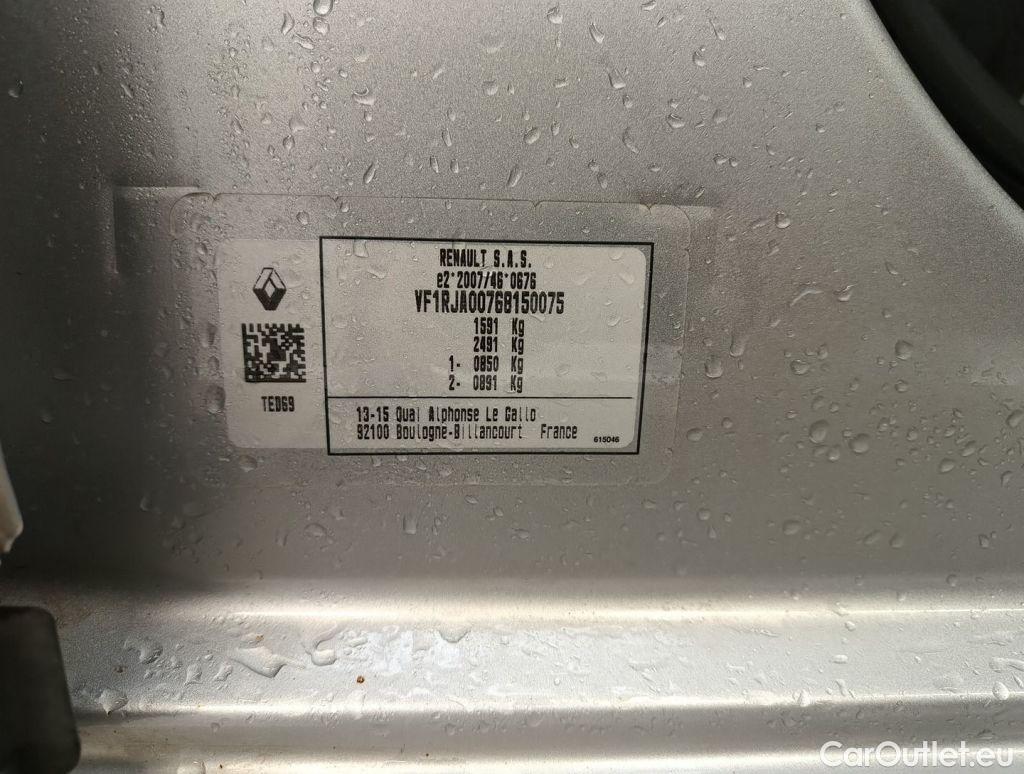 RENAULT S.A.S.
e2*2007/46*0676
VF1RJA00768150075
1591 Kg
2491 Kg
1- 0850 Kg
2- 0891 Kg
TED69
13-15 Quai Alphonse Le Gallo
92100 Boulogne-Billancourt France
615046
CarOutlet.eu